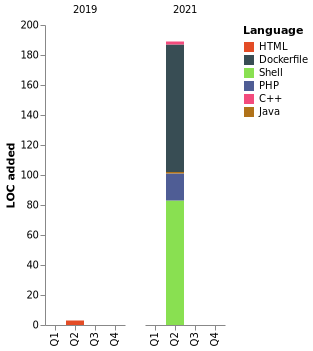 2019
2021
LOC added
200
180
160
140
120
100
80
60
40
20
0
Q1
Q2
Q3
Q4
Q1
Q2
Q3
Q4
Language
HTML
Dockerfile
Shell
PHP
C++
Java